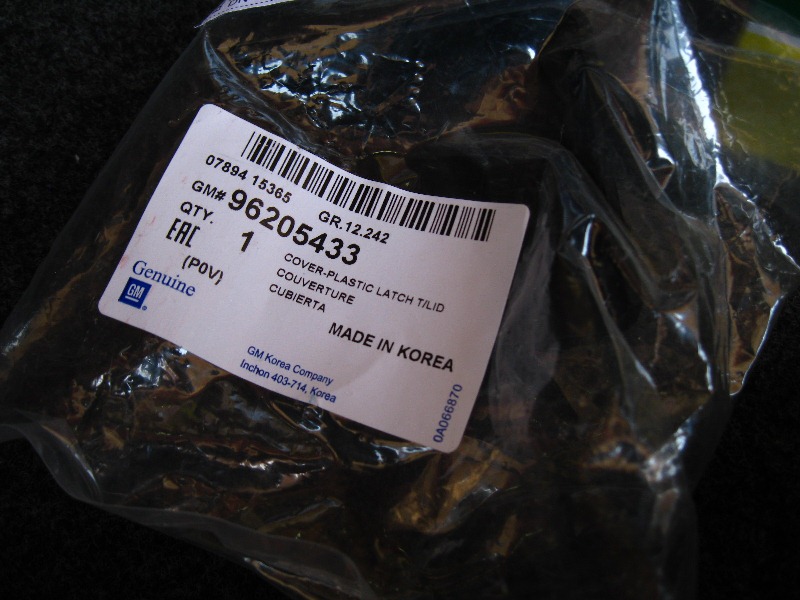 07894 15365 GR.12.242
GM# 96205433
QTY. 1
EAC
(P0V)
COVER-PLASTIC LATCH T/LID
COUVERTURE
CUBIERTA
Genuine
GM
MADE IN KOREA
GM Korea Company
Inchon 403-714, Korea
0A066870